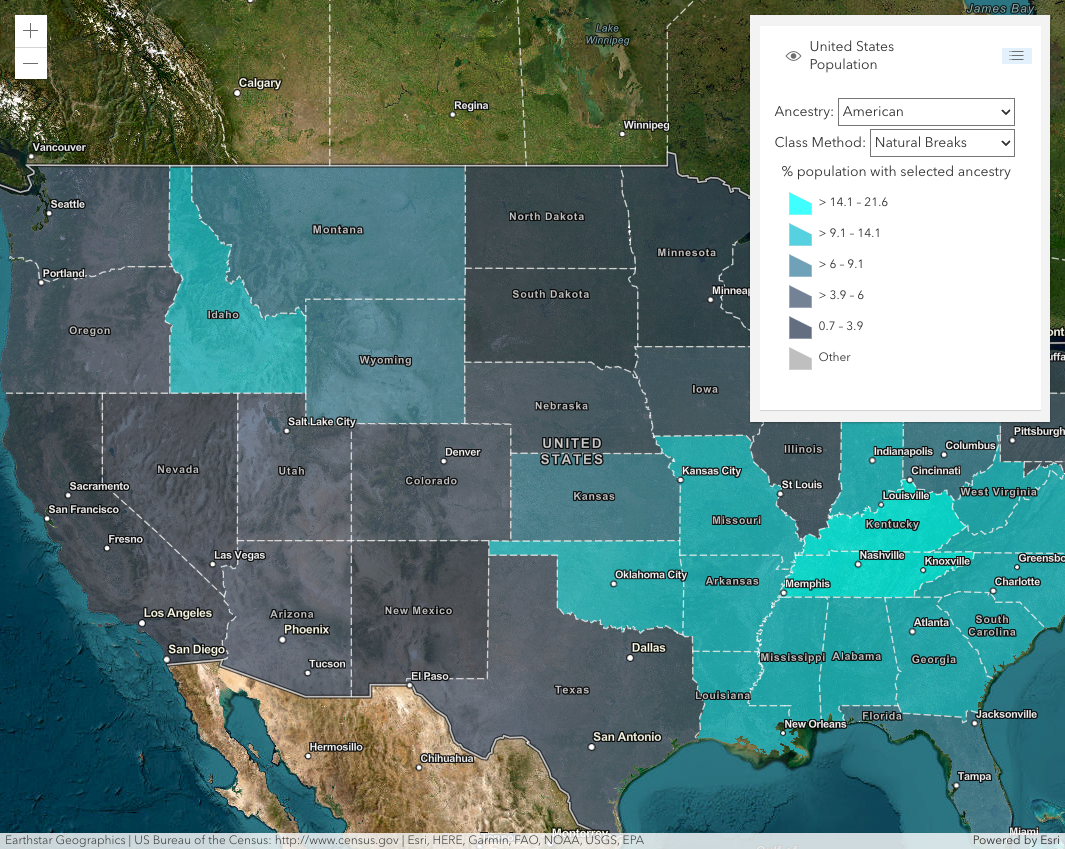 James Bay
Lake
Winnipeg
Calgary
Regina
Winnipeg
Vancouver
Seattle
Portland
Montana
North Dakota
Minnesota
South Dakota
Idaho
Oregon
Wyoming
Iowa
Nebraska
Salt Lake City
UNITED
STATES
Denver
Illinois
Indianapolis
Columbus
Pittsburgh
Nevada
Utah
Colorado
Kansas City
Cincinnati
Sacramento
San Francisco
Kansas
St Louis
Louisville
West Virginia
Fresno
Missouri
Kentucky
Las Vegas
Nashville
Knoxville
Greensbo
Oklahoma City
Arkansas
Memphis
Charlotte
Los Angeles
Arizona
New Mexico
Phoenix
Atlanta
South
Carolina
San Diego
Tucson
Dallas
Mississippi
Alabama
Georgia
El Paso
Texas
Louisiana
Hermosillo
Chihuahua
San Antonio
New Orleans
Florida
Jacksonville
Tampa
Miami
Monterrey
Minneap
ont
uffa
United States
Population
Ancestry: American
Class Method: Natural Breaks
% population with selected ancestry
> 14.1 – 21.6
> 9.1 – 14.1
> 6 – 9.1
> 3.9 – 6
0.7 – 3.9
Other
Earthstar Geographics | US Bureau of the Census: http://www.census.gov | Esri, HERE, Garmin, FAO, NOAA, USGS, EPA
Powered by Esri